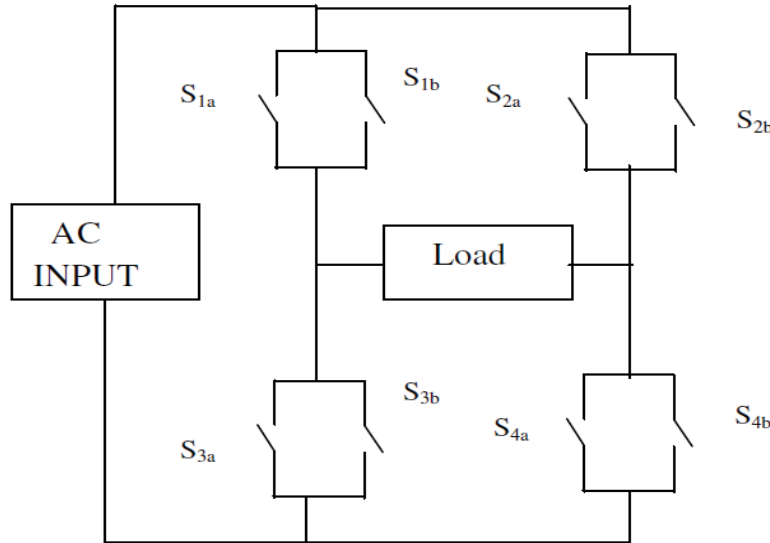 S1a
S1b
S2a
S2b
AC
INPUT
Load
S3a
S3b
S4a
S4b